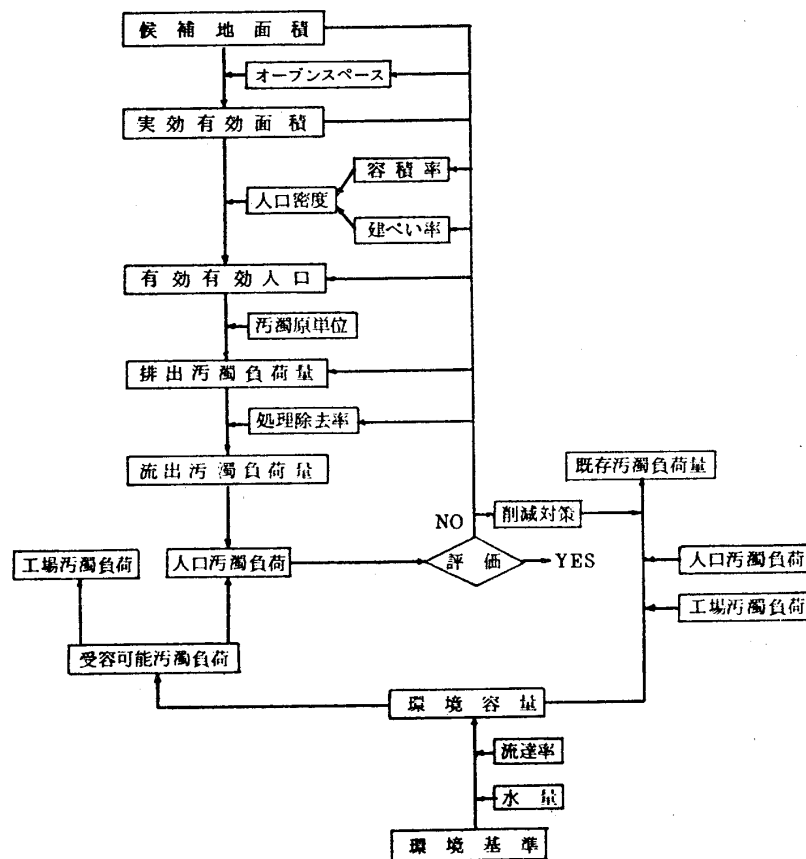 候補地面積
オープンスペース
実効有効面積
容積率
人口密度
建ぺい率
有効有効人口
汚濁原単位
排出汚濁負荷量
処理除去率
流出汚濁負荷量
既存汚濁負荷量
NO
削減対策
工場汚濁負荷
人口汚濁負荷
評価
YES
人口汚濁負荷
工場汚濁負荷
受容可能汚濁負荷
環境容量
流達率
水量
環境基準